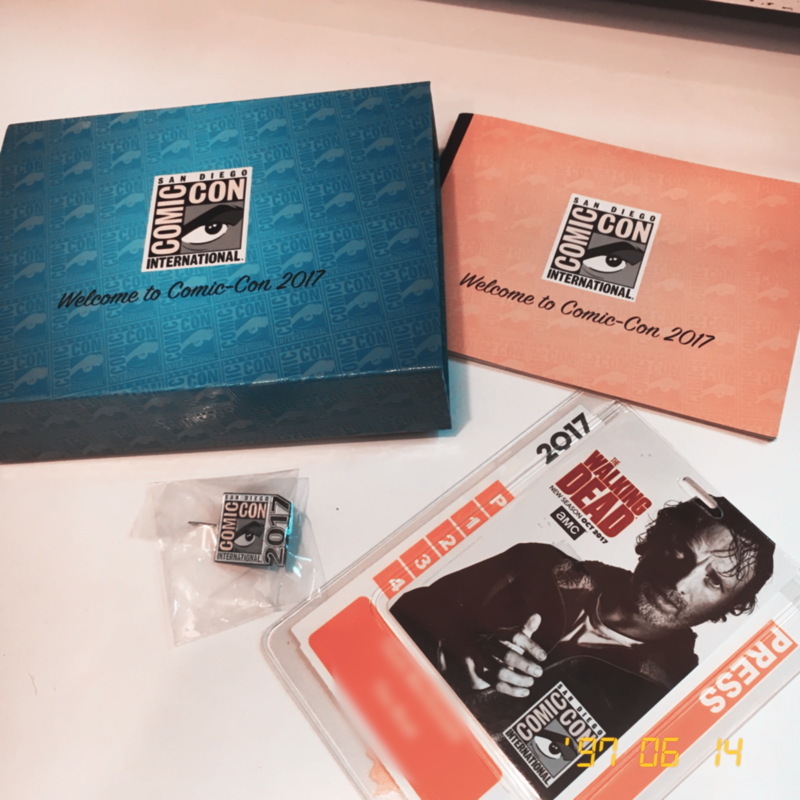 SAN DIEGO
COMIC CON
INTERNATIONAL.
Welcome to Comic-Con 2017
SAN DIEGO
COMIC CON
INTERNATIONAL.
Welcome to Comic-Con 2017
SAN DIEGO
COMIC CON
INTERNATIONAL
2017
2017
P 1 2 3 4
THE
WALKING
DEAD
NEW SEASON OCT 2017
aMC
PRESS
SAN DIEGO
COMIC CON
INTERNATIONAL
'97 06 14